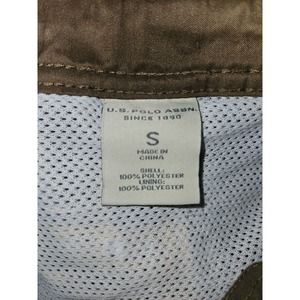 U.S. POLO ASSN.
SINCE 1890
S
MADE IN
CHINA
SHELL:
100% POLYESTER
LINING:
100% POLYESTER